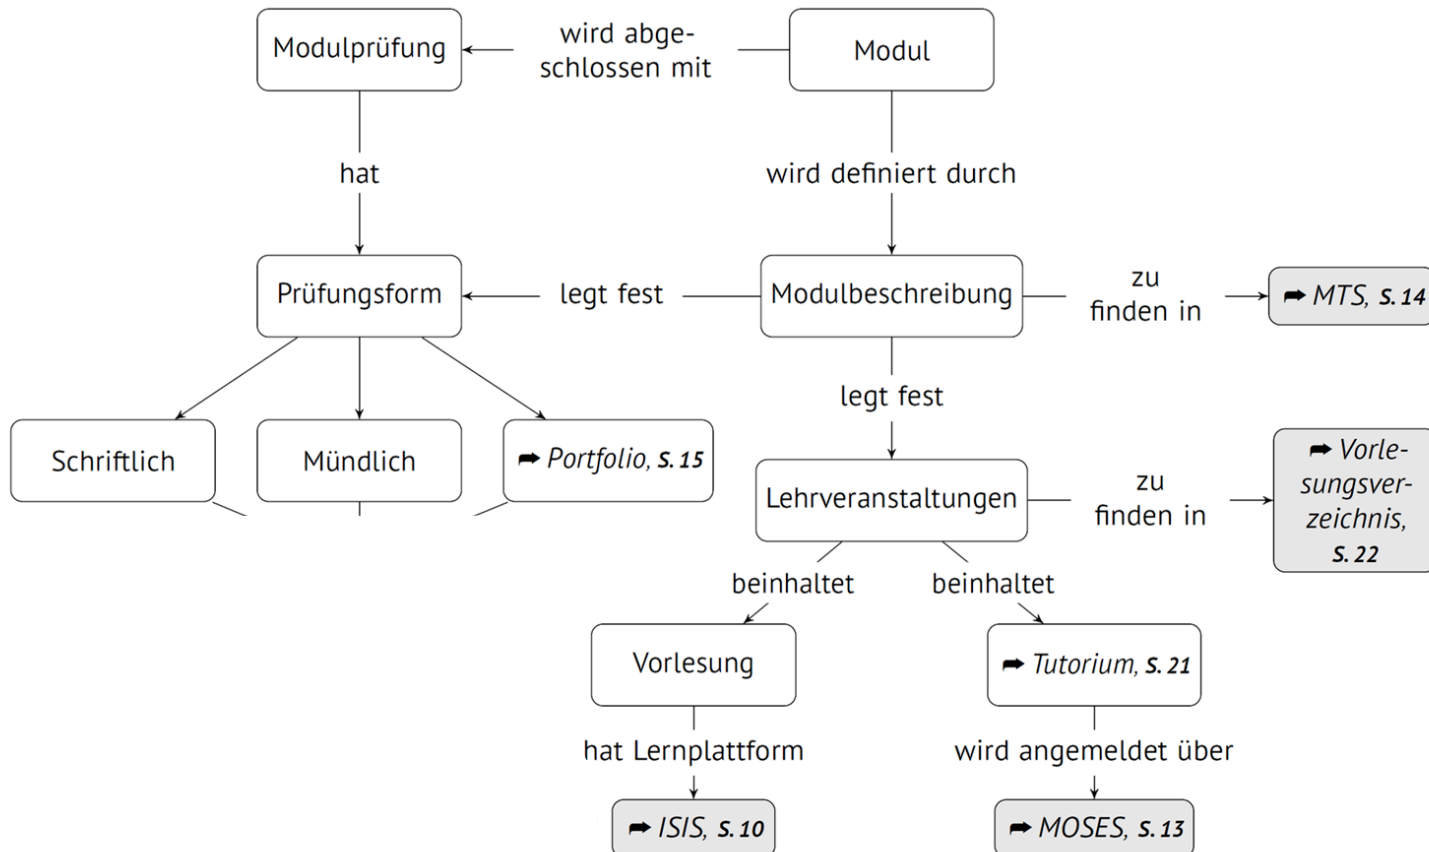 Modulprüfung
wird abge-
schlossen mit
Modul
hat
wird definiert durch
Prüfungsform
legt fest
Modulbeschreibung
zu
finden in
➦ MTS, S. 14
legt fest
Schriftlich
Mündlich
➦ Portfolio, S. 15
Lehrveranstaltungen
zu
finden in
➦ Vorle-
sungsver-
zeichnis,
S. 22
beinhaltet
beinhaltet
Vorlesung
➦ Tutorium, S. 21
hat Lernplattform
wird angemeldet über
➦ ISIS, S. 10
➦ MOSES, S. 13